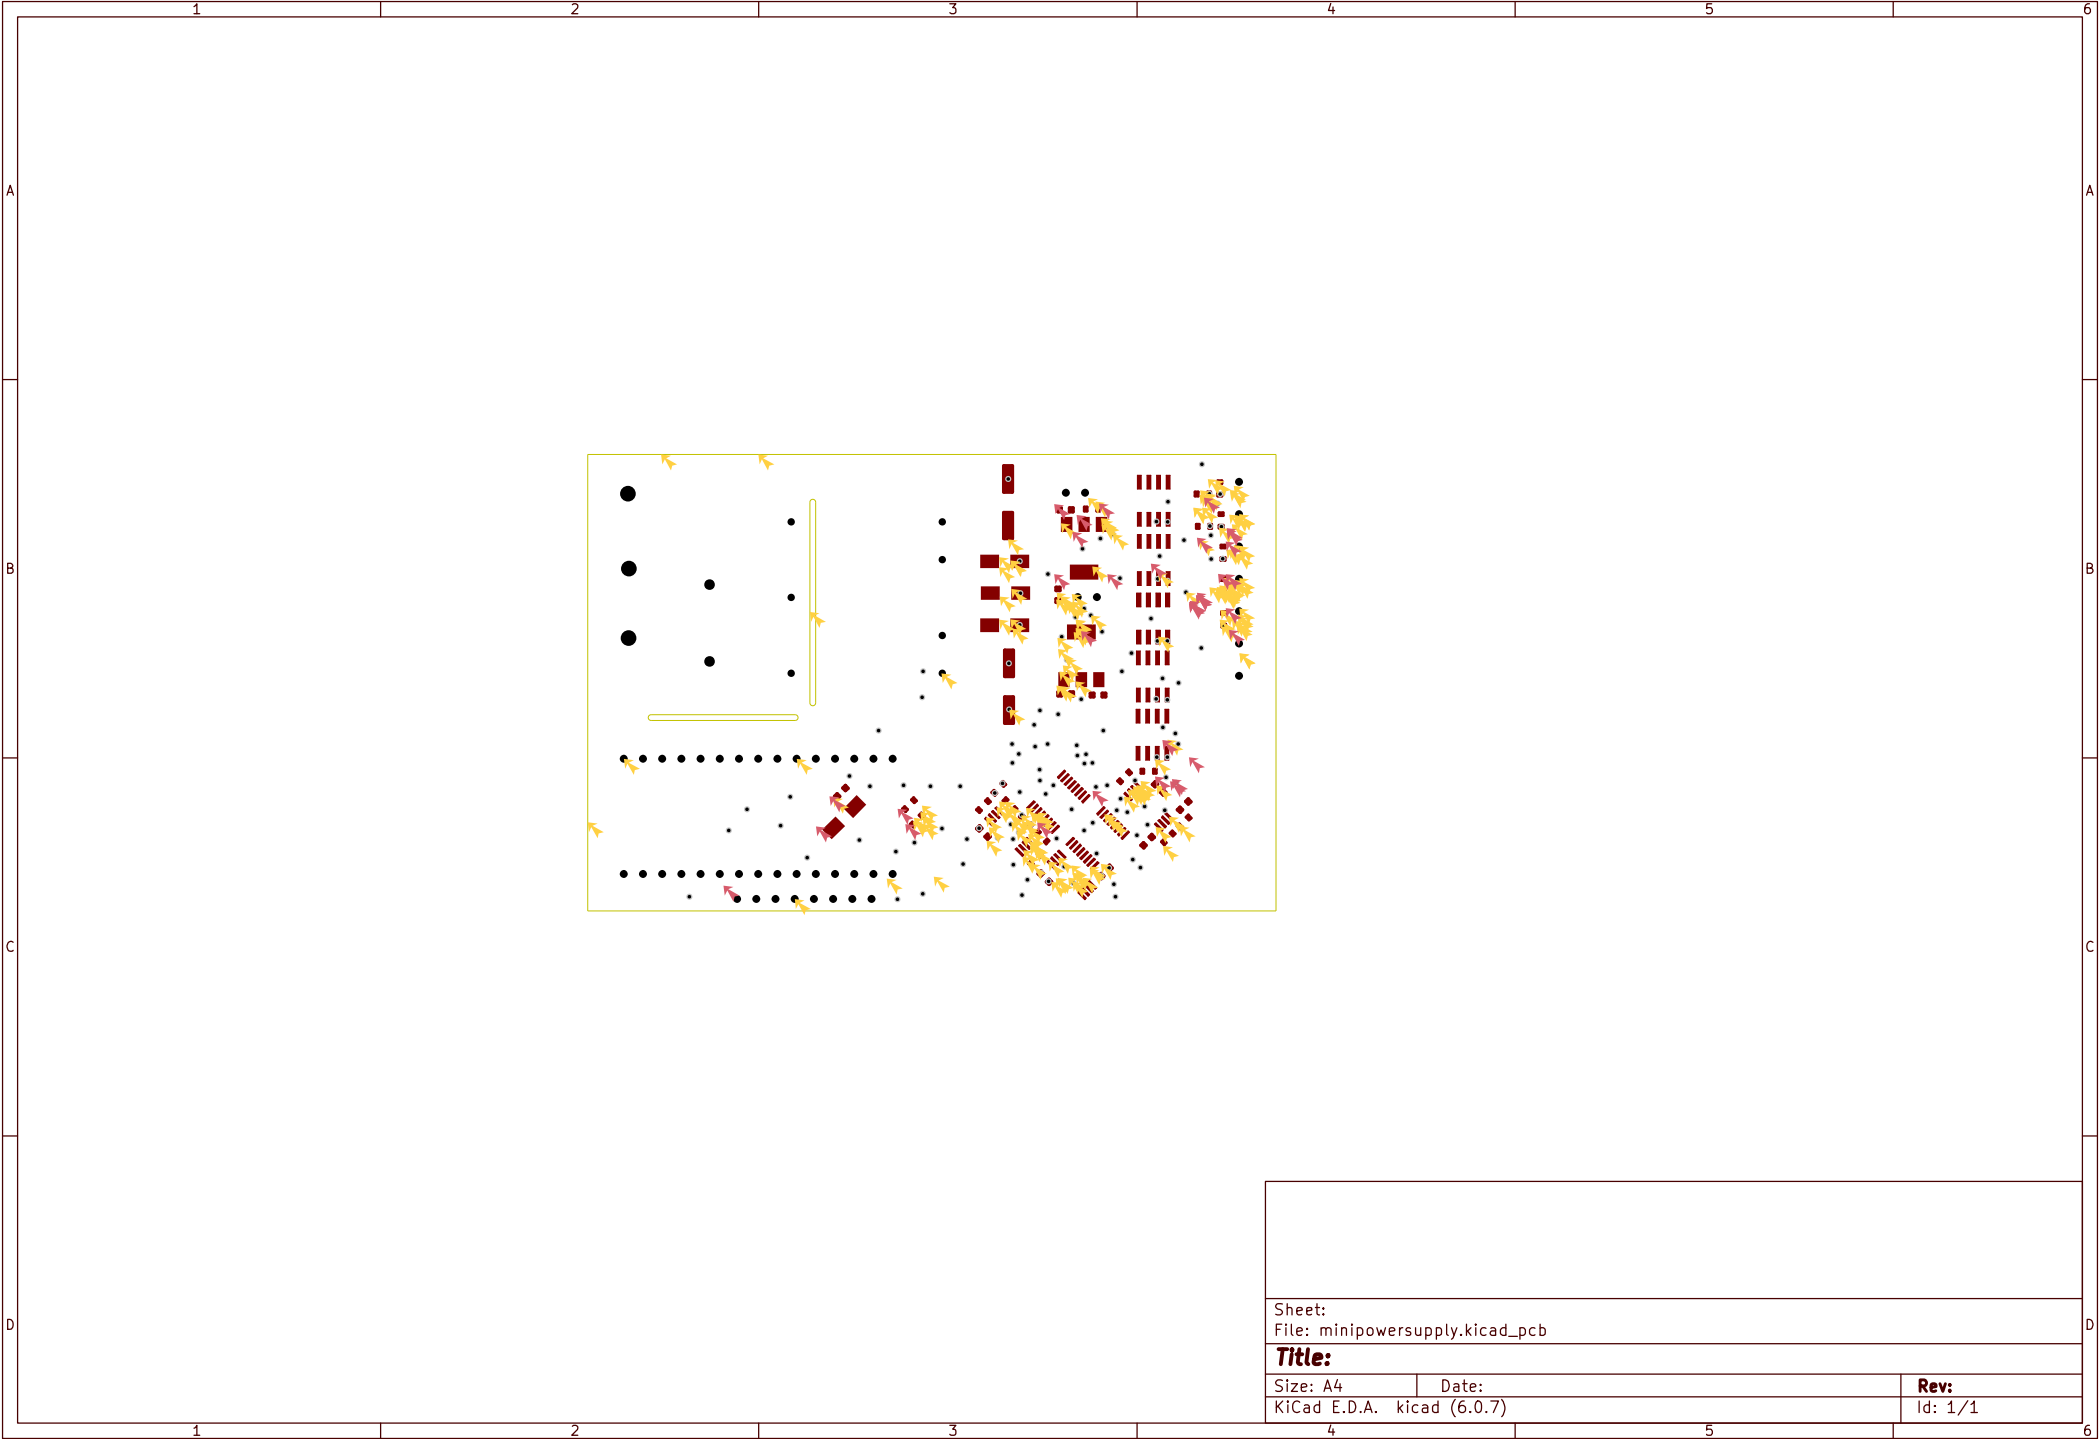 1 2 3 4 5 6
A A
B B
C C
Sheet:
File: minipowersupply.kicad_pcb
D D
Title:
Size: A4 Date: Rev:
KiCad E.D.A. kicad (6.0.7) Id: 1/1
1 2 3 4 5 6